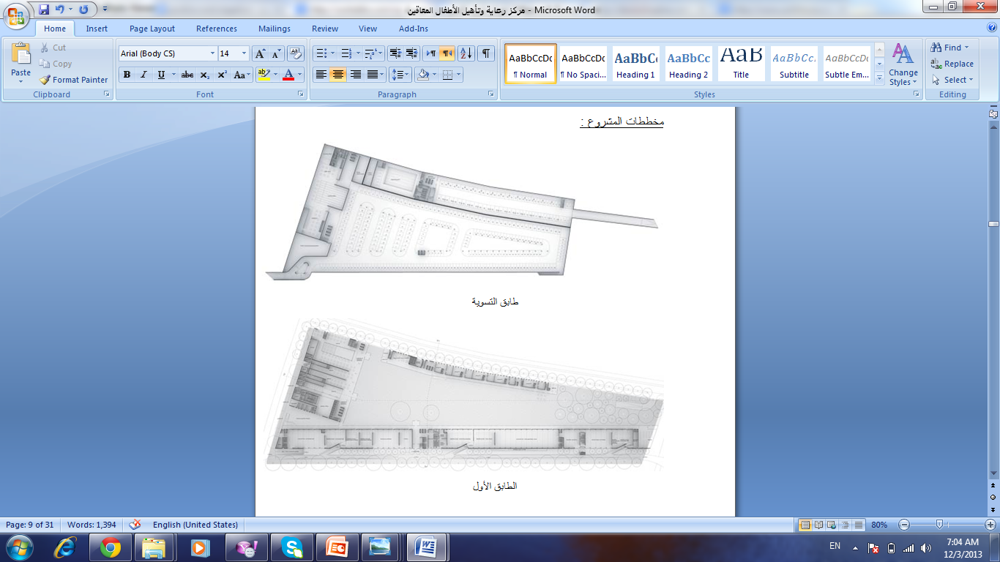 مركز رعاية وتأهيل الأطفال المعاقين - Microsoft Word
Home Insert Page Layout References Mailings Review View Add-Ins
Paste
Cut
Copy
Format Painter
Clipboard
Arial (Body CS) 14
Font
Paragraph
AaBbCcDc AaBbCcDc AaBbC AaBbCc AaB AaBbCc. AaBbCcDc
¶ Normal ¶ No Spaci... Heading 1 Heading 2 Title Subtitle Subtle Em...
Change Styles
Styles
Find
Replace
Select
Editing
مخططات المشروع :
طابق التسوية
الطابق الأول
Page: 9 of 31 Words: 1,394 English (United States) 80%
EN 7:04 AM
12/3/2013